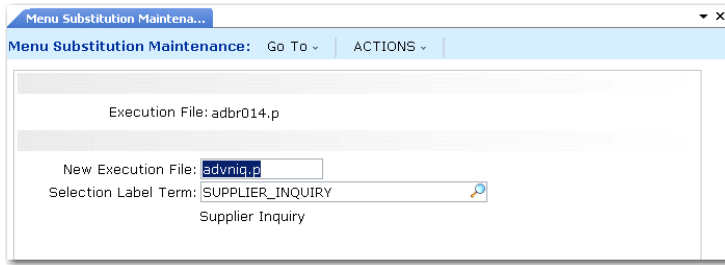 Menu Substitution Maintena...
Menu Substitution Maintenance: Go To ACTIONS
Execution File: adbr014.p
New Execution File: advniq.p
Selection Label Term: SUPPLIER_INQUIRY
Supplier Inquiry